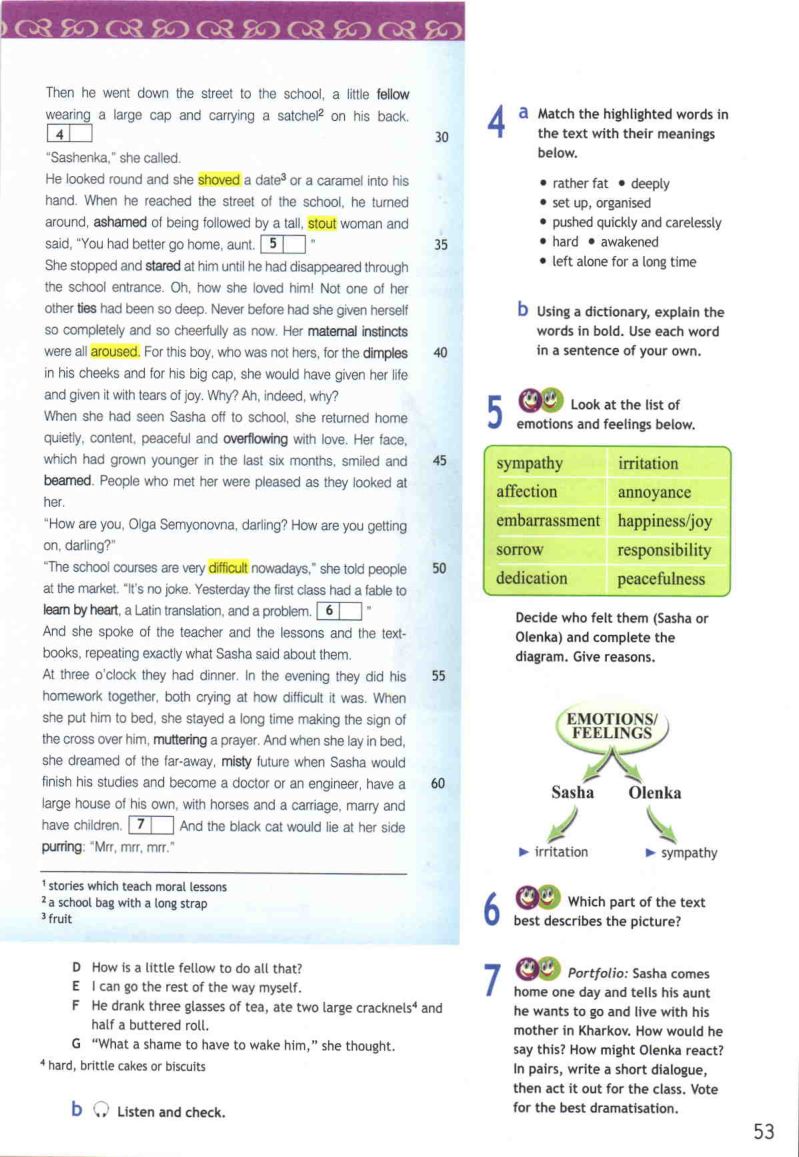 Then he went down the street to the school, a little fellow
wearing a large cap and carrying a satchel² on his back.
4
30
"Sashenka," she called.
He looked round and she shoved a date³ or a caramel into his
hand. When he reached the street of the school, he turned
around, ashamed of being followed by a tall, stout woman and
said, "You had better go home, aunt. 5 "
35
She stopped and stared at him until he had disappeared through
the school entrance. Oh, how she loved him! Not one of her
other ties had been so deep. Never before had she given herself
so completely and so cheerfully as now. Her maternal instincts
were all aroused. For this boy, who was not hers, for the dimples
40
in his cheeks and for his big cap, she would have given her life
and given it with tears of joy. Why? Ah, indeed, why?
When she had seen Sasha off to school, she returned home
quietly, content, peaceful and overflowing with love. Her face,
which had grown younger in the last six months, smiled and
45
beamed. People who met her were pleased as they looked at
her.
"How are you, Olga Semyonovna, darling? How are you getting
on, darling?"
"The school courses are very difficult nowadays," she told people
50
at the market. "It's no joke. Yesterday the first class had a fable to
learn by heart, a Latin translation, and a problem. 6 "
And she spoke of the teacher and the lessons and the text-
books, repeating exactly what Sasha said about them.
At three o'clock they had dinner. In the evening they did his
55
homework together, both crying at how difficult it was. When
she put him to bed, she stayed a long time making the sign of
the cross over him, muttering a prayer. And when she lay in bed,
she dreamed of the far-away, misty future when Sasha would
finish his studies and become a doctor or an engineer, have a
60
large house of his own, with horses and a carriage, marry and
have children. 7 And the black cat would lie at her side
purring: "Mrr, mrr, mrr."
¹ stories which teach moral lessons
² a school bag with a long strap
³ fruit
D How is a little fellow to do all that?
E I can go the rest of the way myself.
F He drank three glasses of tea, ate two large cracknels⁴ and
half a buttered roll.
G "What a shame to have to wake him," she thought.
⁴ hard, brittle cakes or biscuits
b Listen and check.
4 a Match the highlighted words in
the text with their meanings
below.
• rather fat • deeply
• set up, organised
• pushed quickly and carelessly
• hard • awakened
• left alone for a long time
b Using a dictionary, explain the
words in bold. Use each word
in a sentence of your own.
5 Look at the list of
emotions and feelings below.
sympathy irritation
affection annoyance
embarrassment happiness/joy
sorrow responsibility
dedication peacefulness
Decide who felt them (Sasha or
Olenka) and complete the
diagram. Give reasons.
EMOTIONS/
FEELINGS
Sasha Olenka
► irritation ► sympathy
6 Which part of the text
best describes the picture?
7 Portfolio: Sasha comes
home one day and tells his aunt
he wants to go and live with his
mother in Kharkov. How would he
say this? How might Olenka react?
In pairs, write a short dialogue,
then act it out for the class. Vote
for the best dramatisation.
53